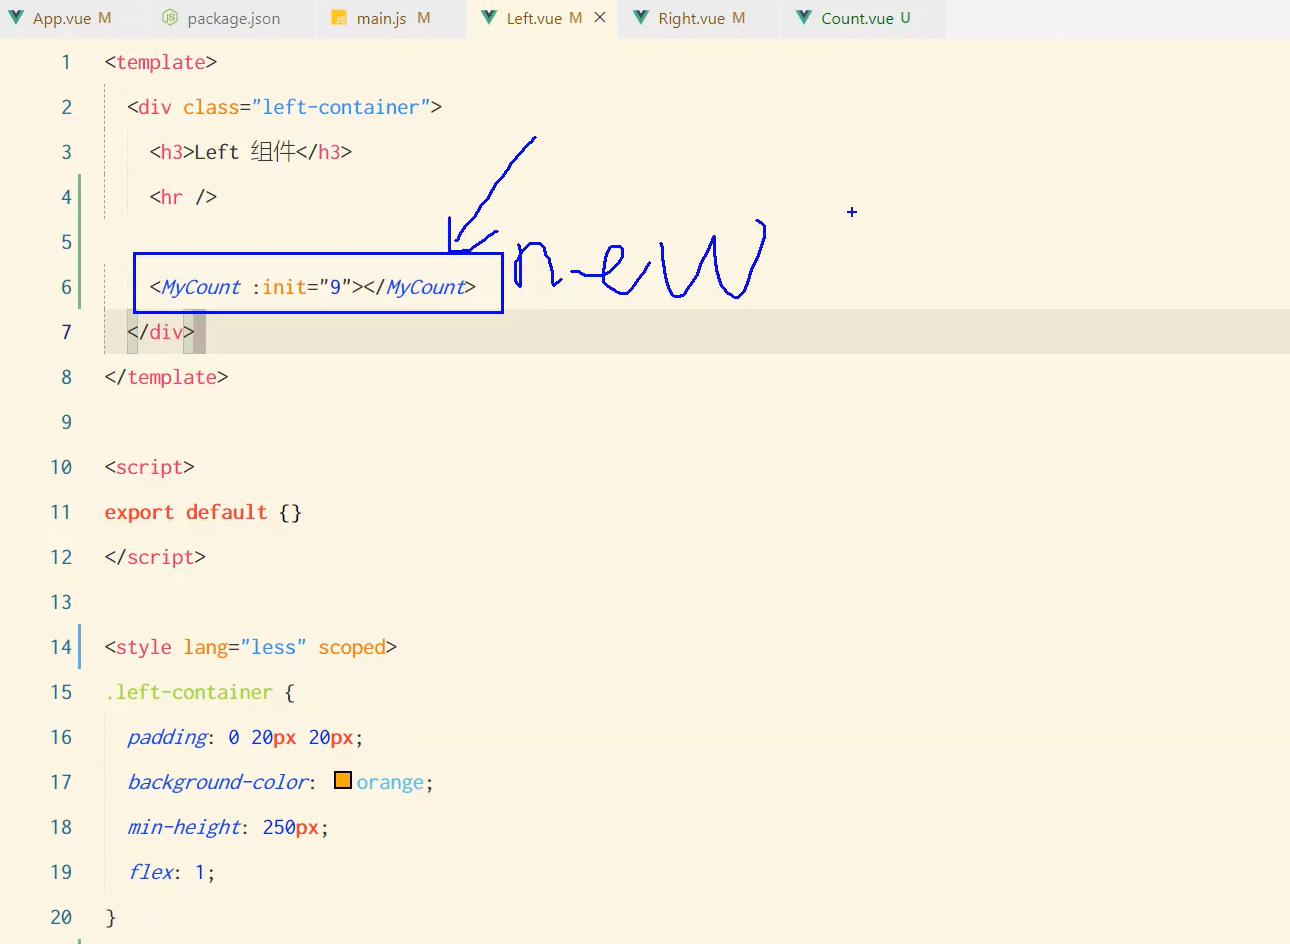 App.vue M package.json main.js M Left.vue M Right.vue M Count.vue U
1 <template>
2 <div class="left-container">
3 <h3>Left 组件</h3>
4 <hr />
5
6 <MyCount :init="9"></MyCount>
new
7 </div>
8 </template>
9
10 <script>
11 export default {}
12 </script>
13
14 <style lang="less" scoped>
15 .left-container {
16 padding: 0 20px 20px;
17 background-color: orange;
18 min-height: 250px;
19 flex: 1;
20 }